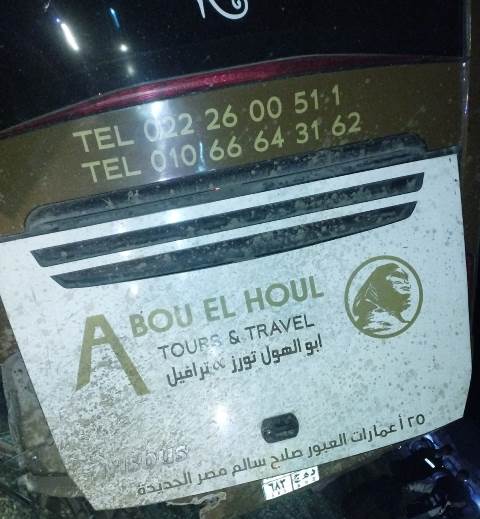 TEL 022 26 00 51 1
TEL 010 66 64 31 62
ABOU EL HOUL
TOURS & TRAVEL
ابو الهول تورز & ترافيل
٢٥ أ عمارات العبور صلاح سالم مصر الجديدة
٦٨٣